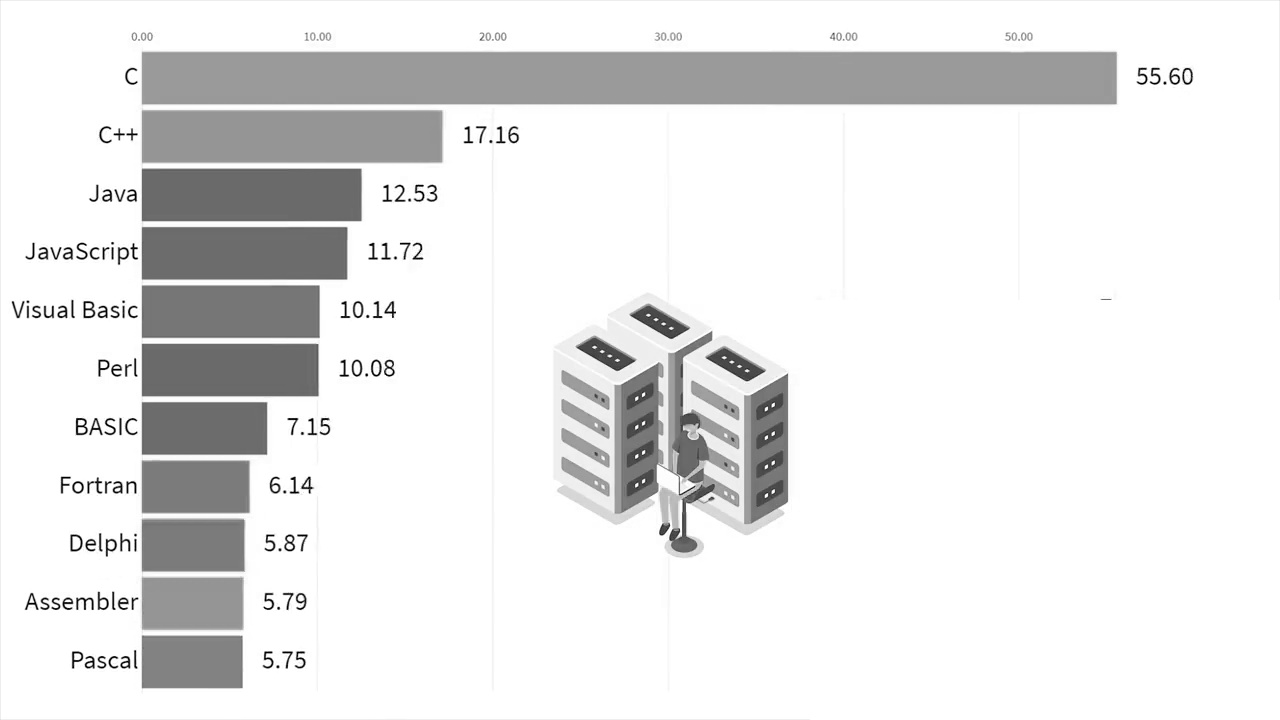 0.00 10.00 20.00 30.00 40.00 50.00
C 55.60
C++ 17.16
Java 12.53
JavaScript 11.72
Visual Basic 10.14
Perl 10.08
BASIC 7.15
Fortran 6.14
Delphi 5.87
Assembler 5.79
Pascal 5.75